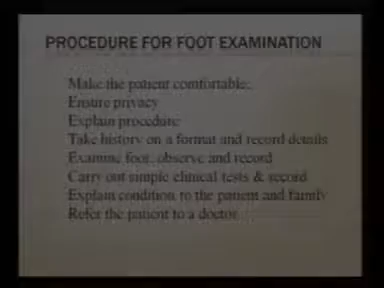 PROCEDURE FOR FOOT EXAMINATION
Make the patient comfortable.
Ensure privacy
Explain procedure
Take history on a format and record details
Examine foot, observe and record
Carry out simple clinical tests & record
Explain condition to the patient and family
Refer the patient to a doctor